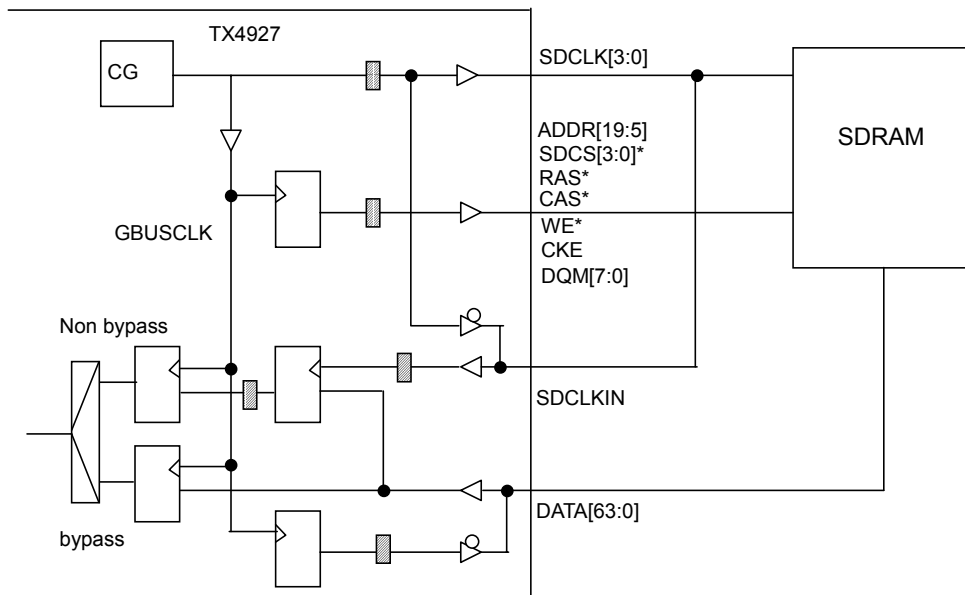 TX4927
CG
SDCLK[3:0]
ADDR[19:5]
SDCS[3:0]*
RAS*
CAS*
WE*
CKE
DQM[7:0]
SDRAM
GBUSCLK
Non bypass
SDCLKIN
DATA[63:0]
bypass